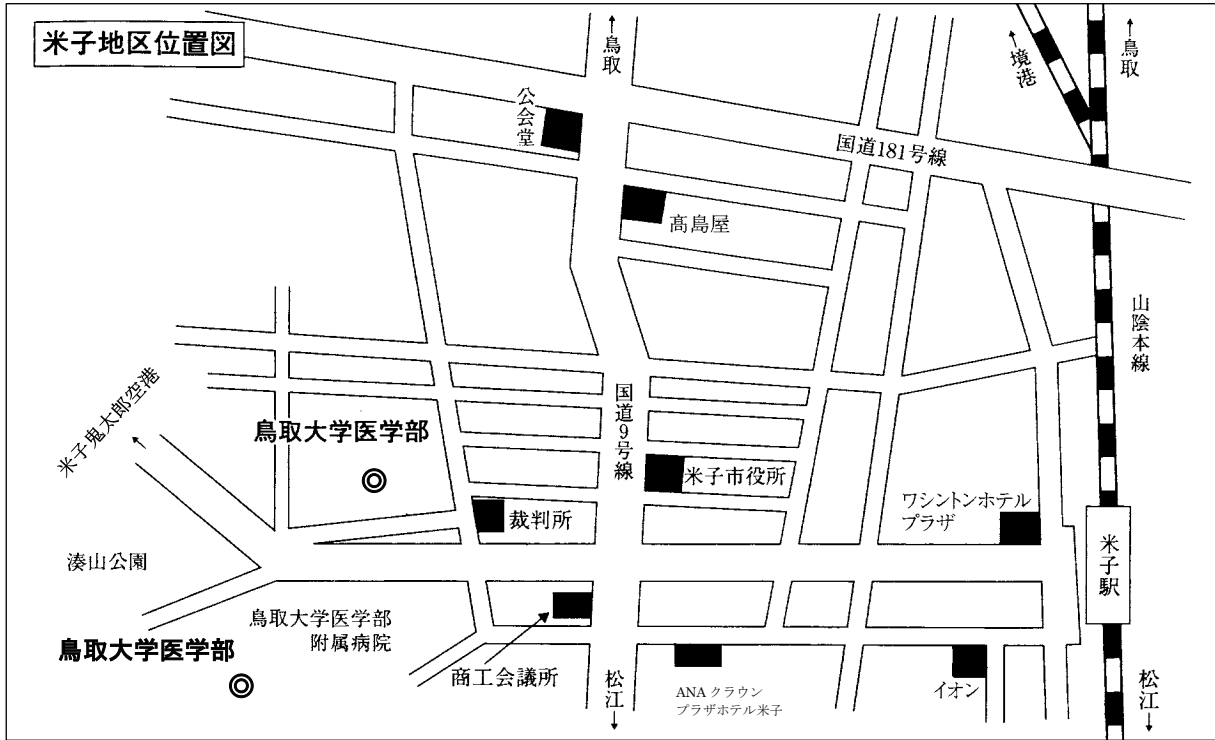 米子地区位置図
←鳥取
←境港
←鳥取
公会堂
国道181号線
髙島屋
山陰本線
米子鬼太郎空港
↑
鳥取大学医学部
◎
国道9号線
米子市役所
裁判所
ワシントンホテル
プラザ
米子駅
湊山公園
鳥取大学医学部
附属病院
鳥取大学医学部
◎
商工会議所
松江→
ANAクラウン
プラザホテル米子
イオン
松江→